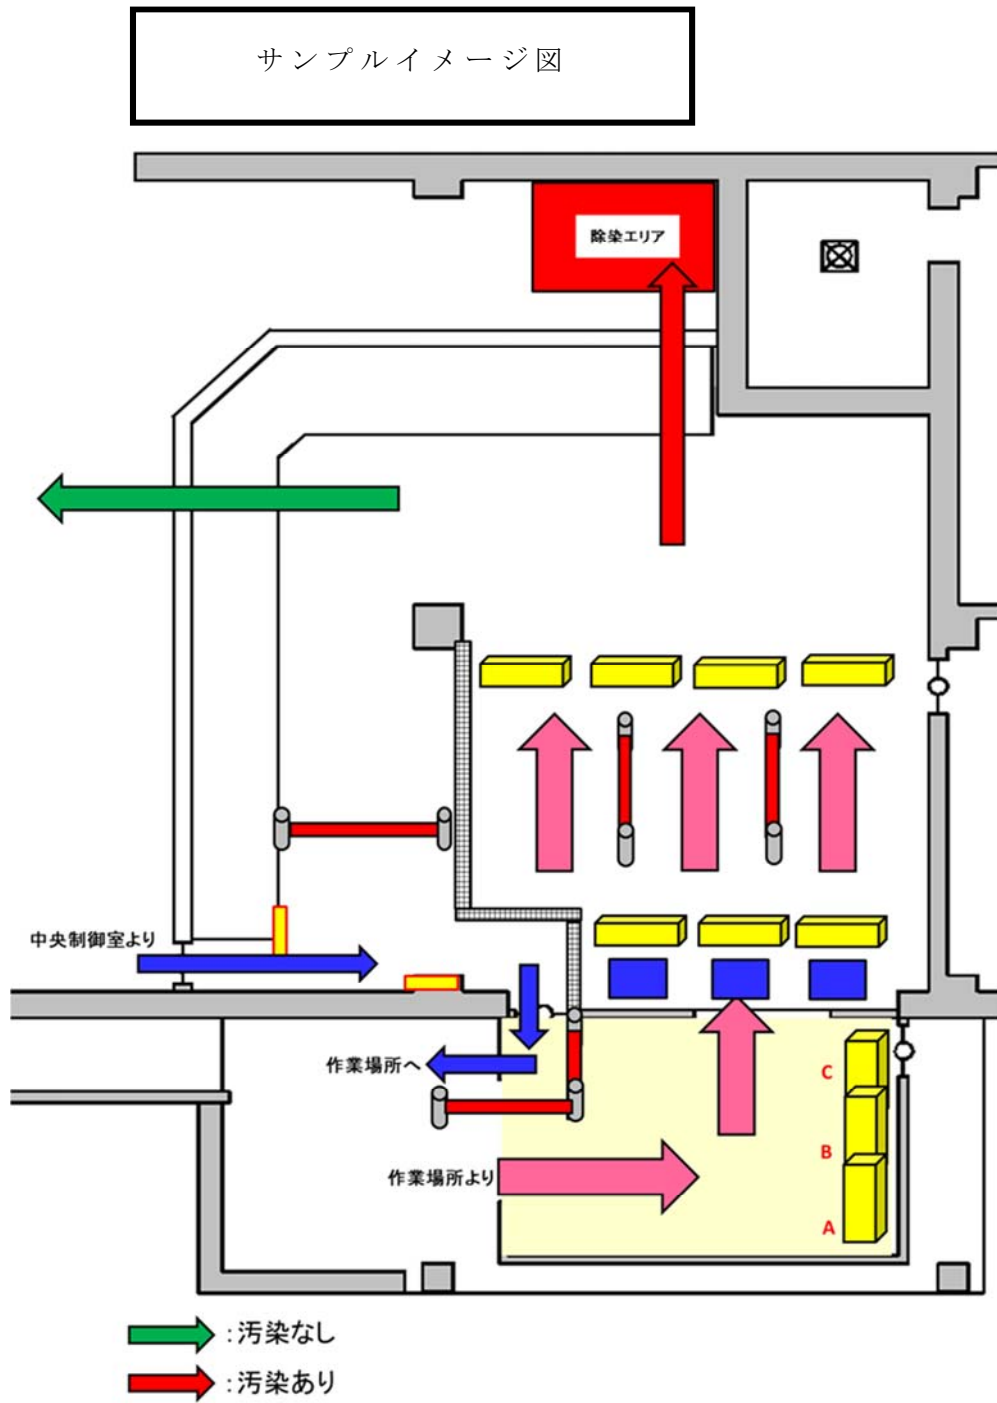 サンプルイメージ図
除染エリア
中央制御室より
作業場所へ
C
B
作業場所より
A
：汚染なし
：汚染あり